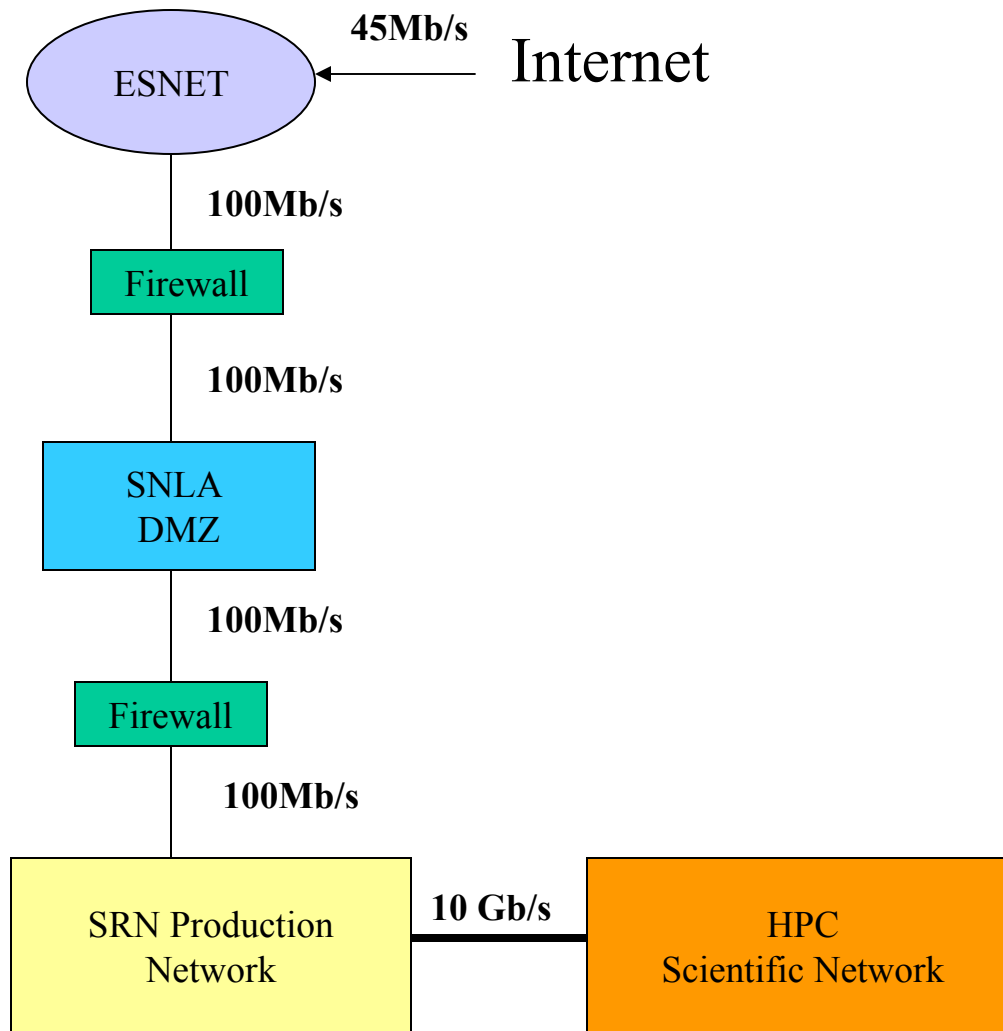 45Mb/s
Internet
ESNET
100Mb/s
Firewall
100Mb/s
SNLA
DMZ
100Mb/s
Firewall
100Mb/s
SRN Production
Network
10 Gb/s
HPC
Scientific Network